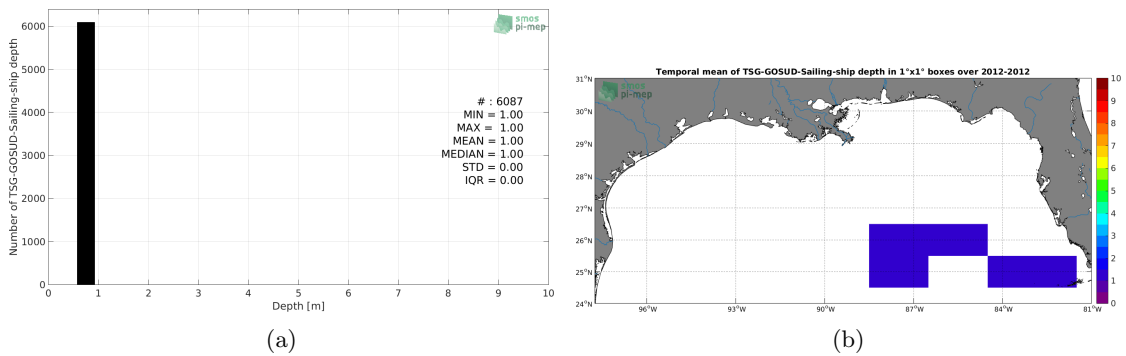 smos
pi-mep
Number of TSG-GOSUD-Sailing-ship depth
6000
5000
4000
3000
2000
1000
0
# : 6087
MIN = 1.00
MAX = 1.00
MEAN = 1.00
MEDIAN = 1.00
STD = 0.00
IQR = 0.00
0 1 2 3 4 5 6 7 8 9 10
Depth [m]
(a)
Temporal mean of TSG-GOSUD-Sailing-ship depth in 1°x1° boxes over 2012-2012
smos
pi-mep
31°N
30°N
29°N
28°N
27°N
26°N
25°N
24°N
96°W 93°W 90°W 87°W 84°W 81°W
10
9
8
7
6
5
4
3
2
1
0
(b)